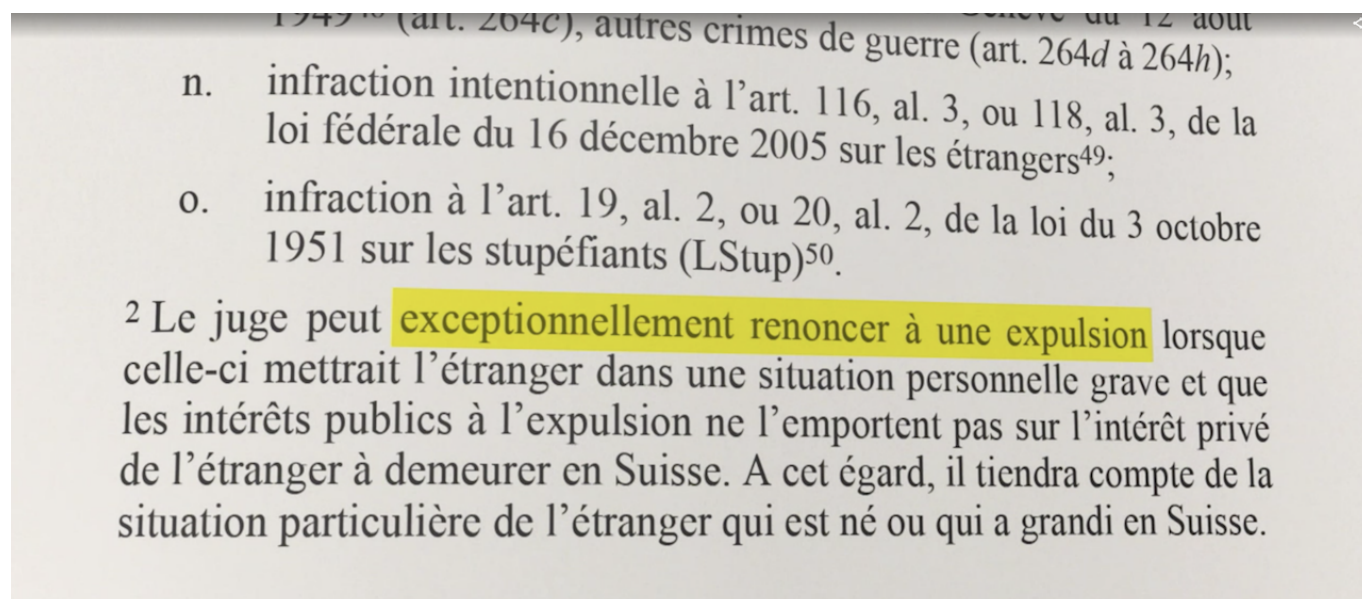 (art. 264c), autres crimes de guerre (art. 264d à 264h); Genève du 12 août
n. infraction intentionnelle à l’art. 116, al. 3, ou 118, al. 3, de la
loi fédérale du 16 décembre 2005 sur les étrangers49;
o. infraction à l’art. 19, al. 2, ou 20, al. 2, de la loi du 3 octobre
1951 sur les stupéfiants (LStup)50.
2 Le juge peut exceptionnellement renoncer à une expulsion lorsque
celle-ci mettrait l’étranger dans une situation personnelle grave et que
les intérêts publics à l’expulsion ne l’emportent pas sur l’intérêt privé
de l’étranger à demeurer en Suisse. A cet égard, il tiendra compte de la
situation particulière de l’étranger qui est né ou qui a grandi en Suisse.